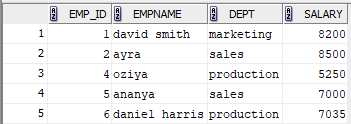 EMP_ID EMPNAME DEPT SALARY
1 1 david smith marketing 8200
2 2 ayra sales 8500
3 4 oziya production 5250
4 5 ananya sales 7000
5 6 daniel harris production 7035